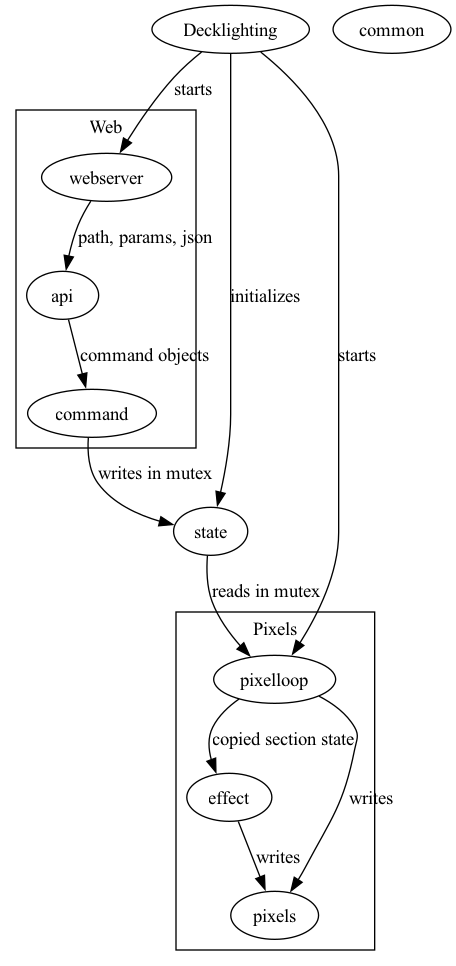 Decklighting
common
starts
Web
webserver
path, params, json
api
initializes
starts
command objects
command
writes in mutex
state
reads in mutex
Pixels
pixelloop
copied section state
effect
writes
writes
pixels